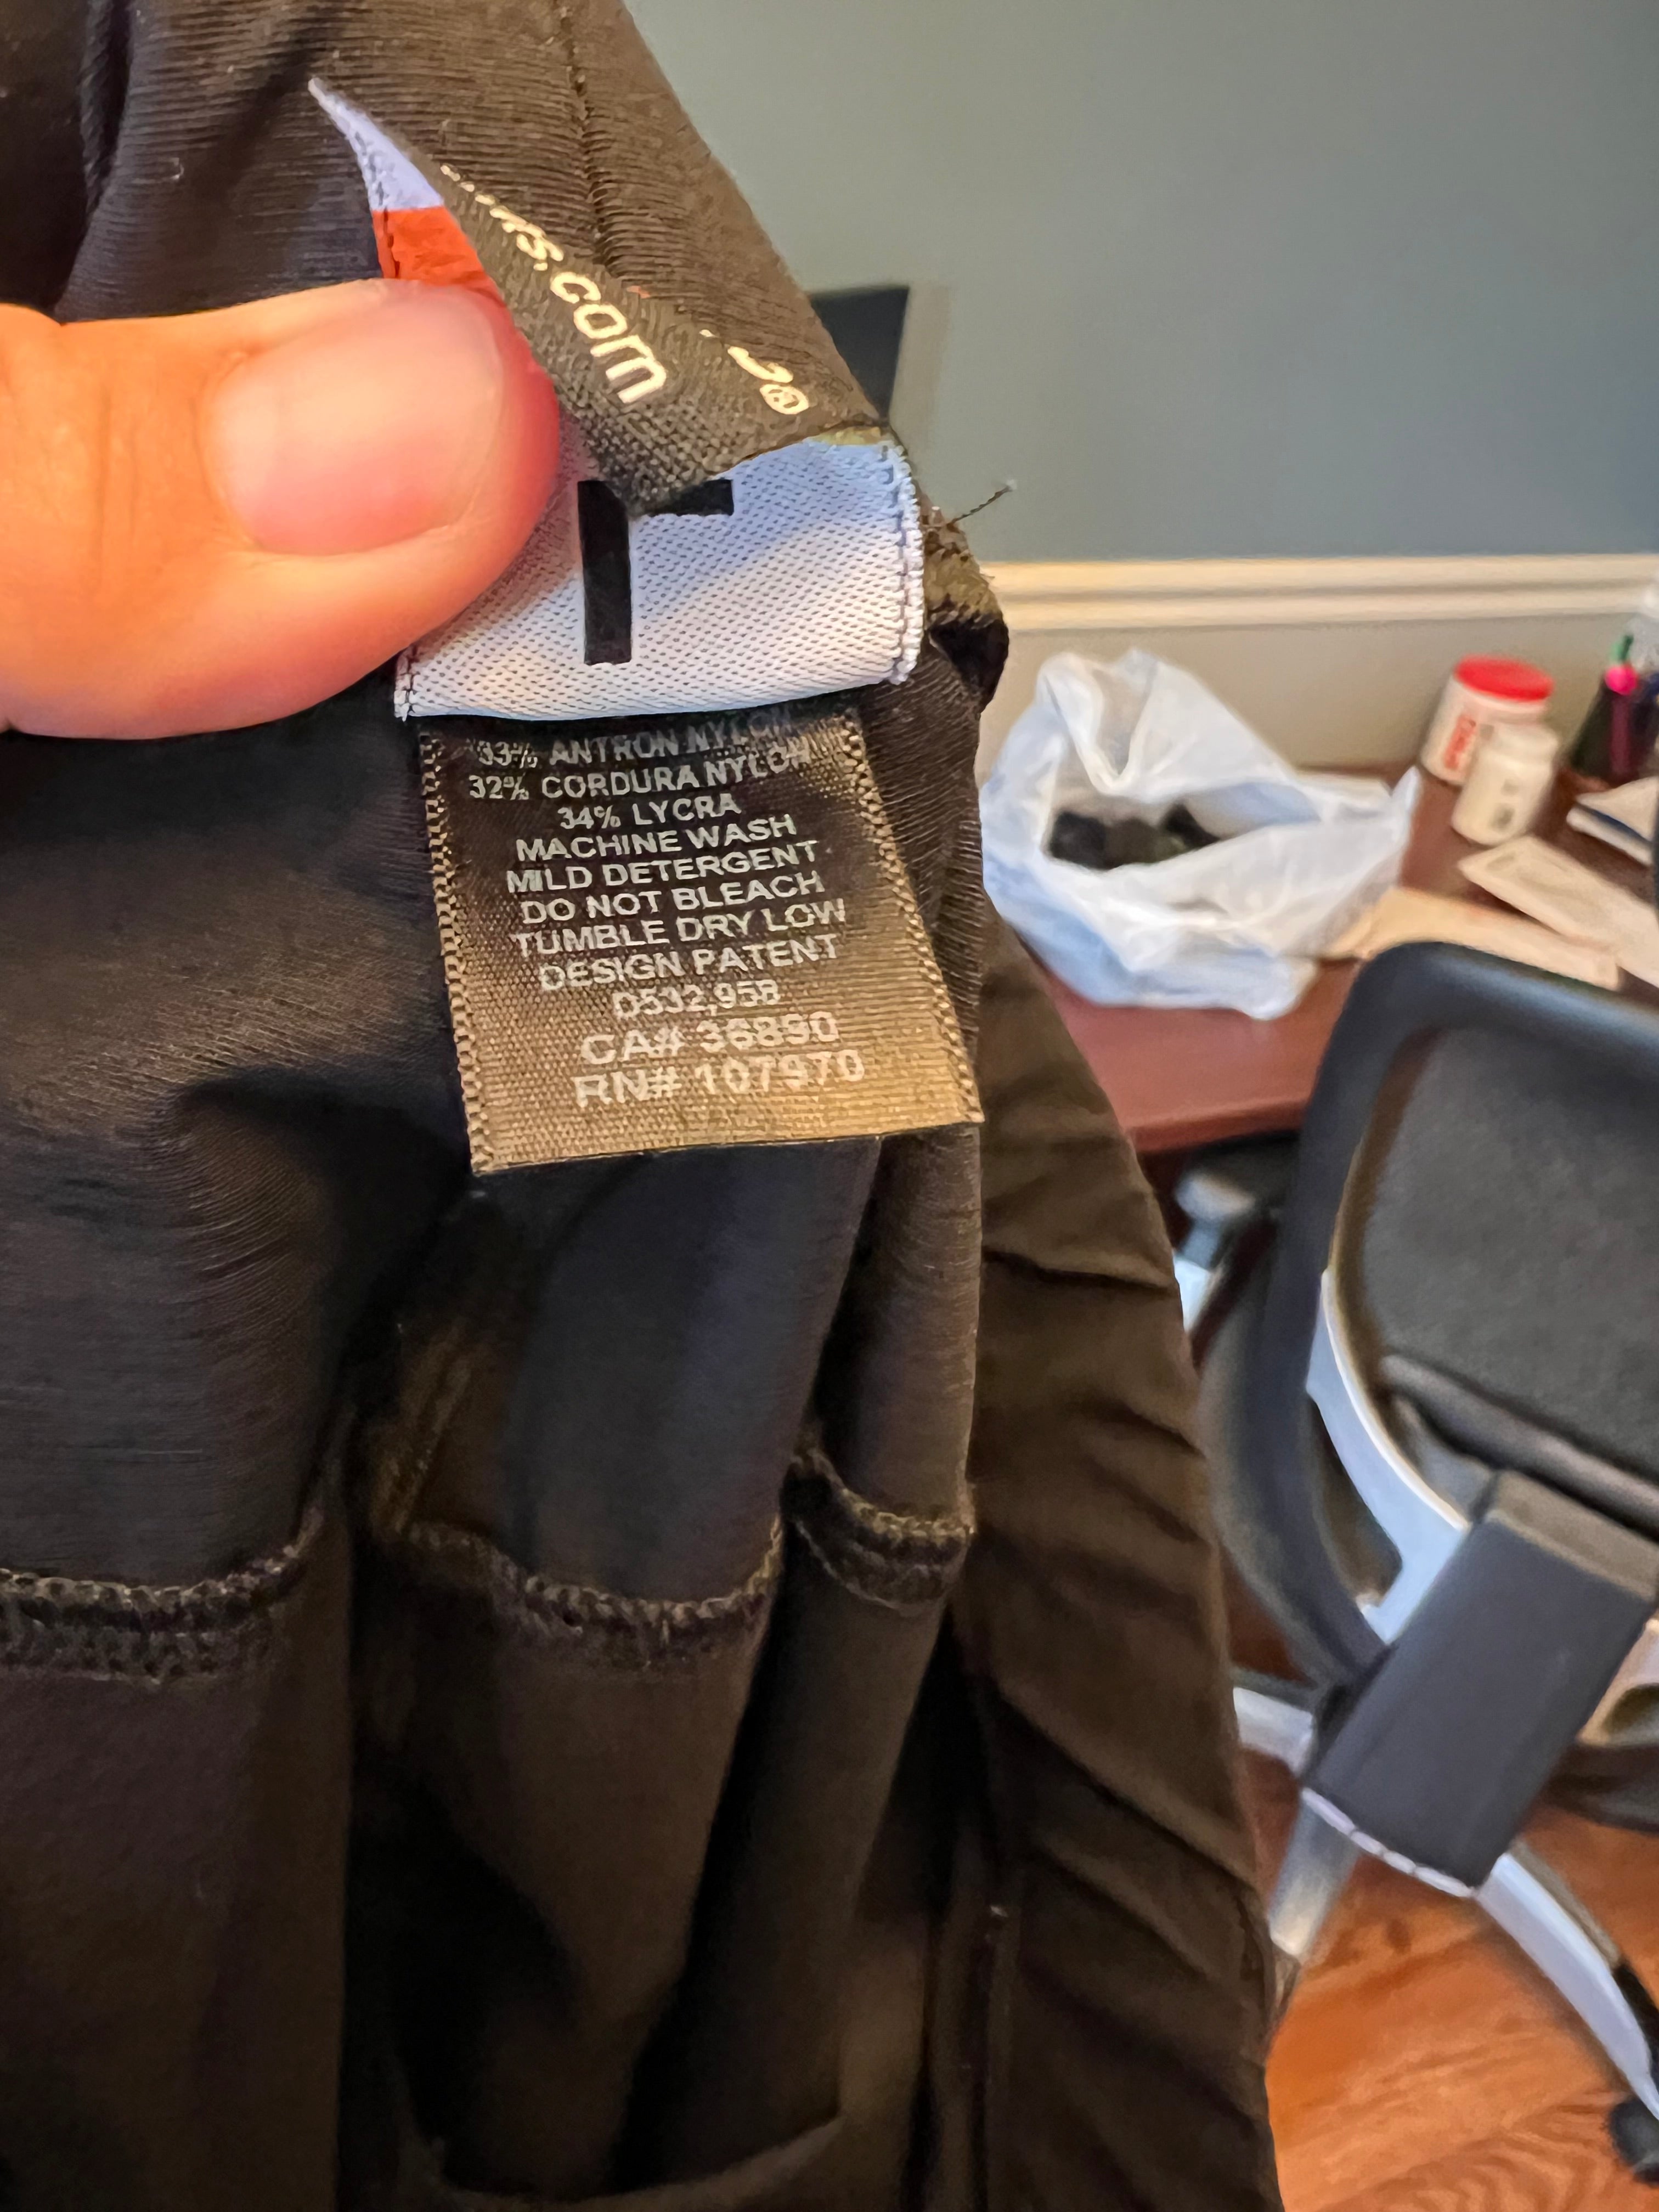 .com
®
33% ANTRON NYLON
32% CORDURA NYLON
34% LYCRA
MACHINE WASH
MILD DETERGENT
DO NOT BLEACH
TUMBLE DRY LOW
DESIGN PATENT
D532,958
CA# 36890
RN# 107970